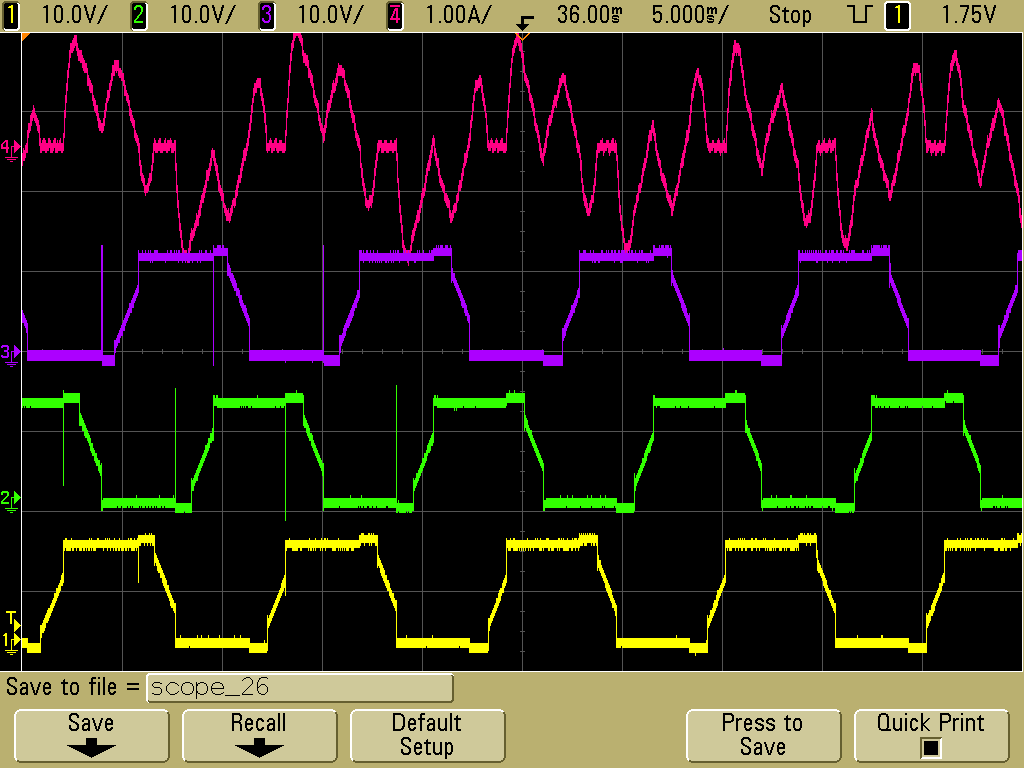 1 10.0V/ 2 10.0V/ 3 10.0V/ 4 1.00A/ 36.00ms 5.000ms/ Stop 1 1.75V
4
3
2
T
1
Save to file = scope_26
Save Recall Default Setup Press to Save Quick Print